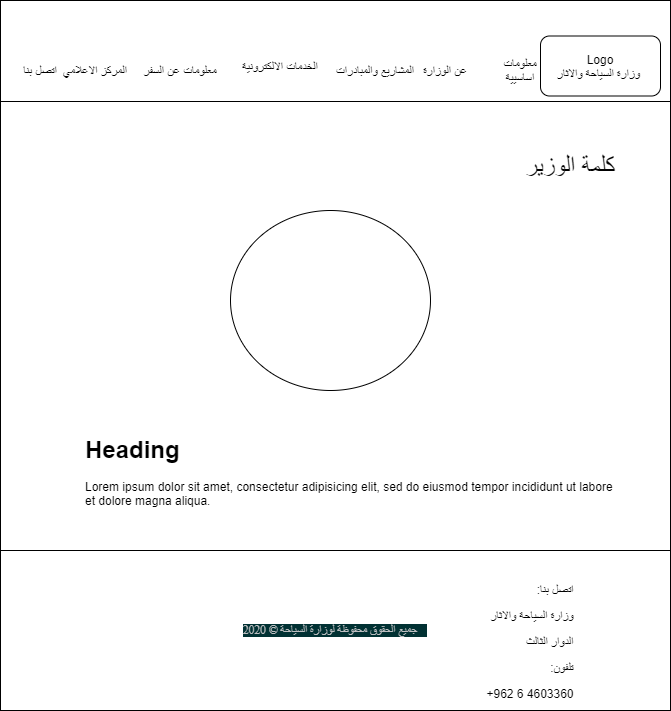 Logo
وزارة السياحة والاثار
معلومات
اساسيية
عن الوزارة
المشاريع والمبادرات
الخدمات الالكترونية
معلومات عن السفر
المركز الاعلامي
اتصل بنا
كلمة الوزير
Heading
Lorem ipsum dolor sit amet, consectetur adipisicing elit, sed do eiusmod tempor incididunt ut labore
et dolore magna aliqua.
اتصل بنا:
وزارة السياحة والاثار
الدوار الثالث
تلفون:
+962 6 4603360
جميع الحقوق محفوظة لوزارة السياحة © 2020